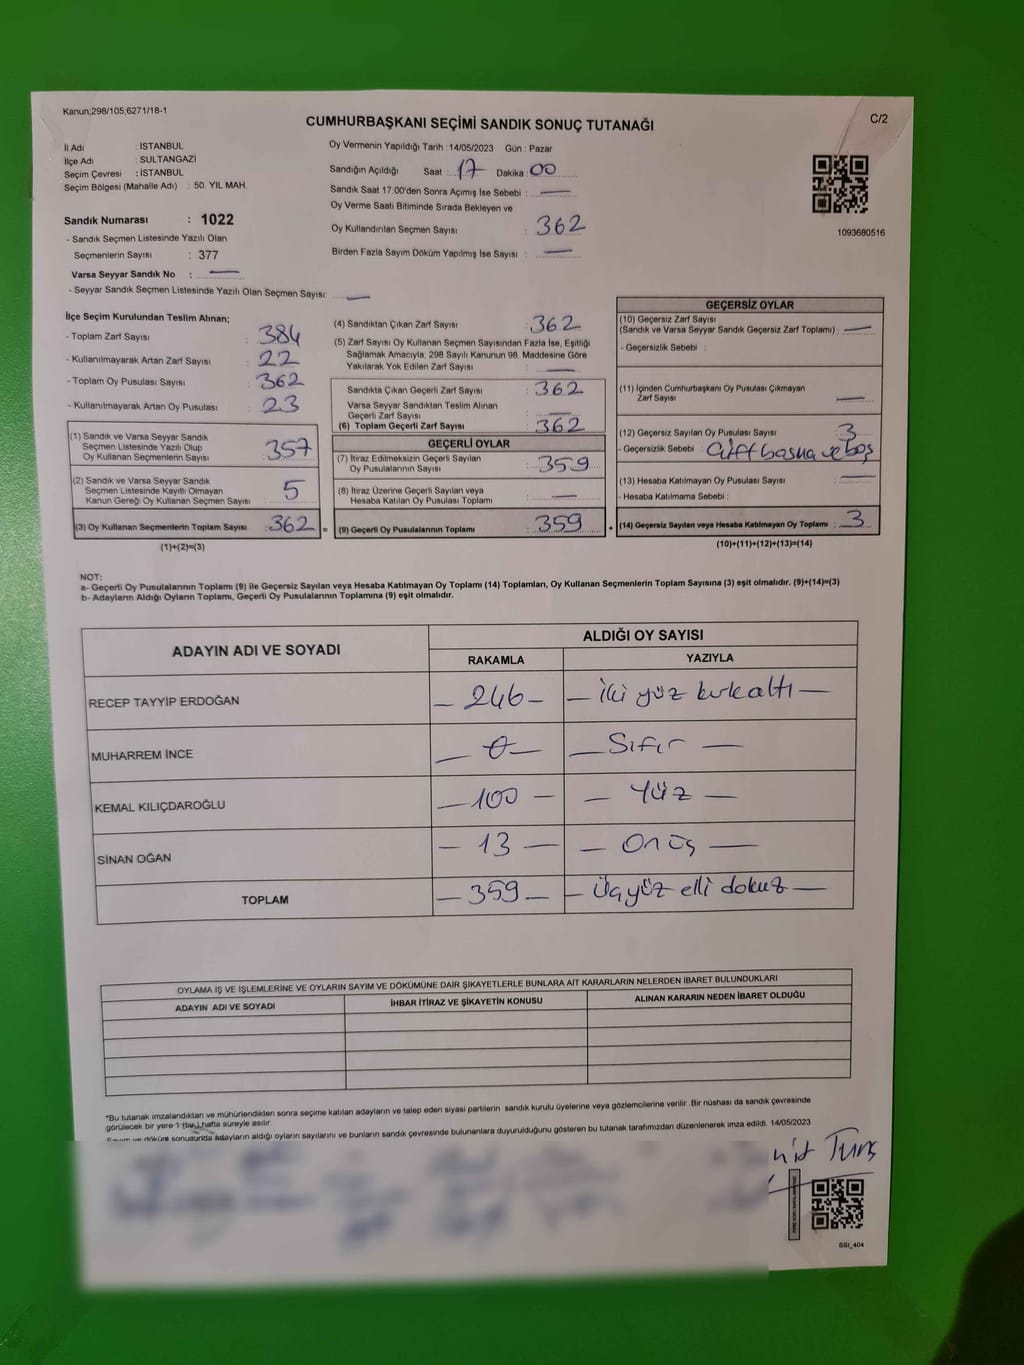 Kanun;298/105,6271/18-1
C/2
CUMHURBAŞKANI SEÇİMİ SANDIK SONUÇ TUTANAĞI
İl Adı : İSTANBUL
İlçe Adı : SULTANGAZİ
Seçim Çevresi : İSTANBUL
Seçim Bölgesi (Mahalle Adı) : 50. YIL MAH.
Sandık Numarası : 1022
- Sandık Seçmen Listesinde Yazılı Olan
Seçmenlerin Sayısı : 377
Varsa Seyyar Sandık No : —
- Seyyar Sandık Seçmen Listesinde Yazılı Olan Seçmen Sayısı: —
Oy Vermenin Yapıldığı Tarih : 14/05/2023 Gün : Pazar
Sandığın Açıldığı Saat : 17 Dakika : 00
Sandık Saat 17:00'den Sonra Açımış İse Sebebi : —
Oy Verme Saati Bitiminde Sırada Bekleyen ve
Oy Kullandırılan Seçmen Sayısı : 362
Birden Fazla Sayım Döküm Yapılmış İse Sayısı : —
1093680516
İlçe Seçim Kurulundan Teslim Alınan;
- Toplam Zarf Sayısı : 384
- Kullanılmayarak Artan Zarf Sayısı : 22
- Toplam Oy Pusulası Sayısı : 362
- Kullanılmayarak Artan Oy Pusulası : 23
(1) Sandık ve Varsa Seyyar Sandık
Seçmen Listesinde Yazılı Olup
Oy Kullanan Seçmenlerin Sayısı : 357
(2) Sandık ve Varsa Seyyar Sandık
Seçmen Listesinde Kayıtlı Olmayan
Kanun Gereği Oy Kullanan Seçmen Sayısı : 5
(3) Oy Kullanan Seçmenlerin Toplam Sayısı : 362 =
(1)+(2)=(3)
(4) Sandıktan Çıkan Zarf Sayısı : 362
(5) Zarf Sayısı Oy Kullanan Seçmen Sayısından Fazla İse, Eşitliği
Sağlamak Amacıyla, 298 Sayılı Kanunun 98. Maddesine Göre
Yakılarak Yok Edilen Zarf Sayısı : —
Sandıkta Çıkan Geçerli Zarf Sayısı : 362
Varsa Seyyar Sandıktan Teslim Alınan
Geçerli Zarf Sayısı : —
(6) Toplam Geçerli Zarf Sayısı : 362
GEÇERLİ OYLAR
(7) İtiraz Edilmeksizin Geçerli Sayılan
Oy Pusulalarının Sayısı : 359
(8) İtiraz Üzerine Geçerli Sayılan veya
Hesaba Katılan Oy Pusulası Toplamı : —
(9) Geçerli Oy Pusulalarının Toplamı : 359 +
GEÇERSİZ OYLAR
(10) Geçersiz Zarf Sayısı
(Sandık ve Varsa Seyyar Sandık Geçersiz Zarf Toplamı) : —
- Geçersizlik Sebebi :
(11) İçinden Cumhurbaşkanı Oy Pusulası Çıkmayan
Zarf Sayısı : —
(12) Geçersiz Sayılan Oy Pusulası Sayısı : 3
- Geçersizlik Sebebi : Çift basma ve boş
(13) Hesaba Katılmayan Oy Pusulası Sayısı : —
- Hesaba Katılmama Sebebi :
(14) Geçersiz Sayılan veya Hesaba Katılmayan Oy Toplamı : 3
(10)+(11)+(12)+(13)=(14)
NOT:
a- Geçerli Oy Pusulalarının Toplamı (9) ile Geçersiz Sayılan veya Hesaba Katılmayan Oy Toplamı (14) Toplamları, Oy Kullanan Seçmenlerin Toplam Sayısına (3) eşit olmalıdır. (9)+(14)=(3)
b- Adayların Aldığı Oyların Toplamı, Geçerli Oy Pusulalarının Toplamına (9) eşit olmalıdır.
ADAYIN ADI VE SOYADI
ALDIĞI OY SAYISI
RAKAMLA YAZIYLA
RECEP TAYYİP ERDOĞAN — 246 — — iki yüz kırkaltı —
MUHARREM İNCE — 0 — — Sıfır —
KEMAL KILIÇDAROĞLU — 100 — — Yüz —
SİNAN OĞAN — 13 — — Onüç —
TOPLAM — 359 — — Üçyüz elli dokuz —
OYLAMA İŞ VE İŞLEMLERİNE VE OYLARIN SAYIM VE DÖKÜMÜNE DAİR ŞİKAYETLERLE BUNLARA AİT KARARLARIN NELERDEN İBARET BULUNDUKLARI
ADAYIN ADI VE SOYADI İHBAR İTİRAZ VE ŞİKAYETİN KONUSU ALINAN KARARIN NEDEN İBARET OLDUĞU
*Bu tutanak imzalandıktan ve mühürlendikten sonra seçime katılan adayların ve talep eden siyasi partilerin sandık kurulu üyelerine veya gözlemcilerine verilir .Bir nüshası da sandık çevresinde
görülecek bir yere 1 (bir) hafta süreyle asılır.
Sayım ve döküm sonucunda adayların aldığı oyların sayılarını ve bunların sandık çevresinde bulunanlara duyurulduğunu gösteren bu tutanak tarafımızdan düzenlenerek imza edildi. 14/05/2023
SSI_404